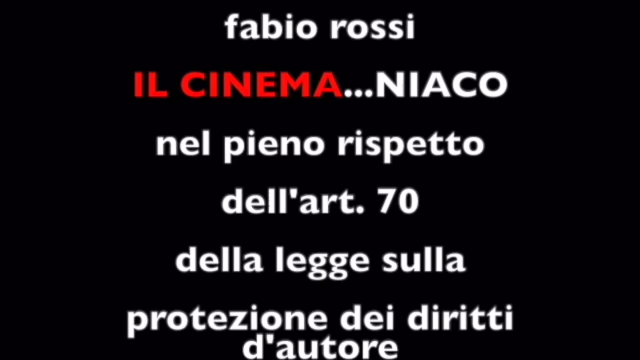 fabio rossi
IL CINEMA...NIACO
nel pieno rispetto
dell'art. 70
della legge sulla
protezione dei diritti
d'autore